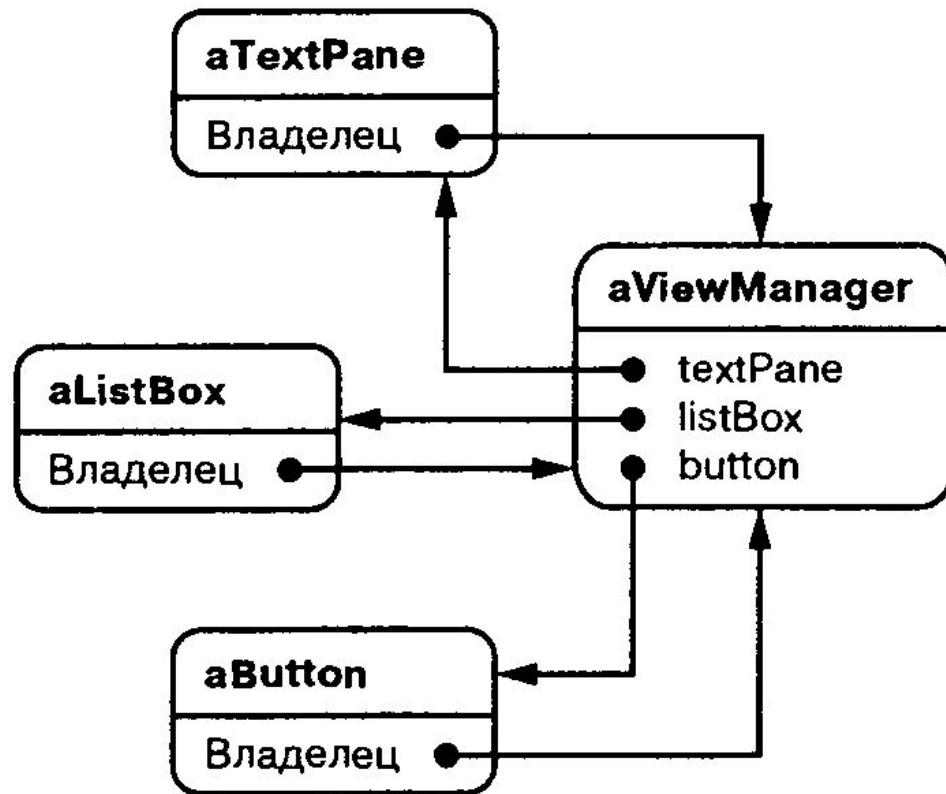 aTextPane
Владелец
aViewManager
textPane
listBox
button
aListBox
Владелец
aButton
Владелец